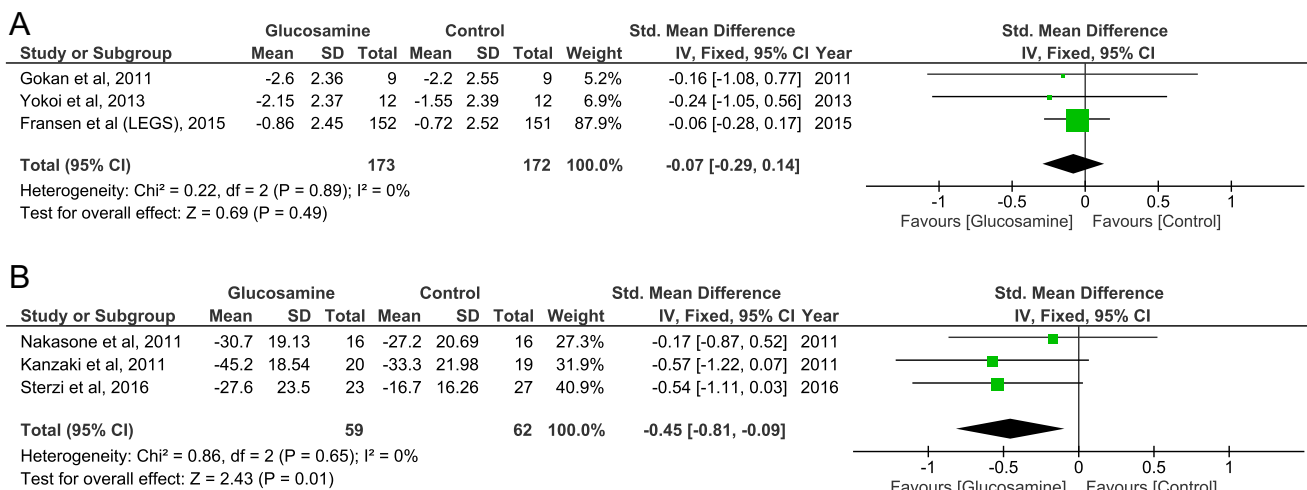 A
Glucosamine Control Std. Mean Difference Std. Mean Difference
Study or Subgroup Mean SD Total Mean SD Total Weight IV, Fixed, 95% CI Year IV, Fixed, 95% CI
Gokan et al, 2011 -2.6 2.36 9 -2.2 2.55 9 5.2% -0.16 [-1.08, 0.77] 2011
Yokoi et al, 2013 -2.15 2.37 12 -1.55 2.39 12 6.9% -0.24 [-1.05, 0.56] 2013
Fransen et al (LEGS), 2015 -0.86 2.45 152 -0.72 2.52 151 87.9% -0.06 [-0.28, 0.17] 2015
Total (95% CI) 173 172 100.0% -0.07 [-0.29, 0.14]
Heterogeneity: Chi² = 0.22, df = 2 (P = 0.89); I² = 0%
Test for overall effect: Z = 0.69 (P = 0.49)
-1 -0.5 0 0.5 1
Favours [Glucosamine] Favours [Control]
B
Glucosamine Control Std. Mean Difference Std. Mean Difference
Study or Subgroup Mean SD Total Mean SD Total Weight IV, Fixed, 95% CI Year IV, Fixed, 95% CI
Nakasone et al, 2011 -30.7 19.13 16 -27.2 20.69 16 27.3% -0.17 [-0.87, 0.52] 2011
Kanzaki et al, 2011 -45.2 18.54 20 -33.3 21.98 19 31.9% -0.57 [-1.22, 0.07] 2011
Sterzi et al, 2016 -27.6 23.5 23 -16.7 16.26 27 40.9% -0.54 [-1.11, 0.03] 2016
Total (95% CI) 59 62 100.0% -0.45 [-0.81, -0.09]
Heterogeneity: Chi² = 0.86, df = 2 (P = 0.65); I² = 0%
Test for overall effect: Z = 2.43 (P = 0.01)
-1 -0.5 0 0.5 1
Favours [Glucosamine] Favours [Control]